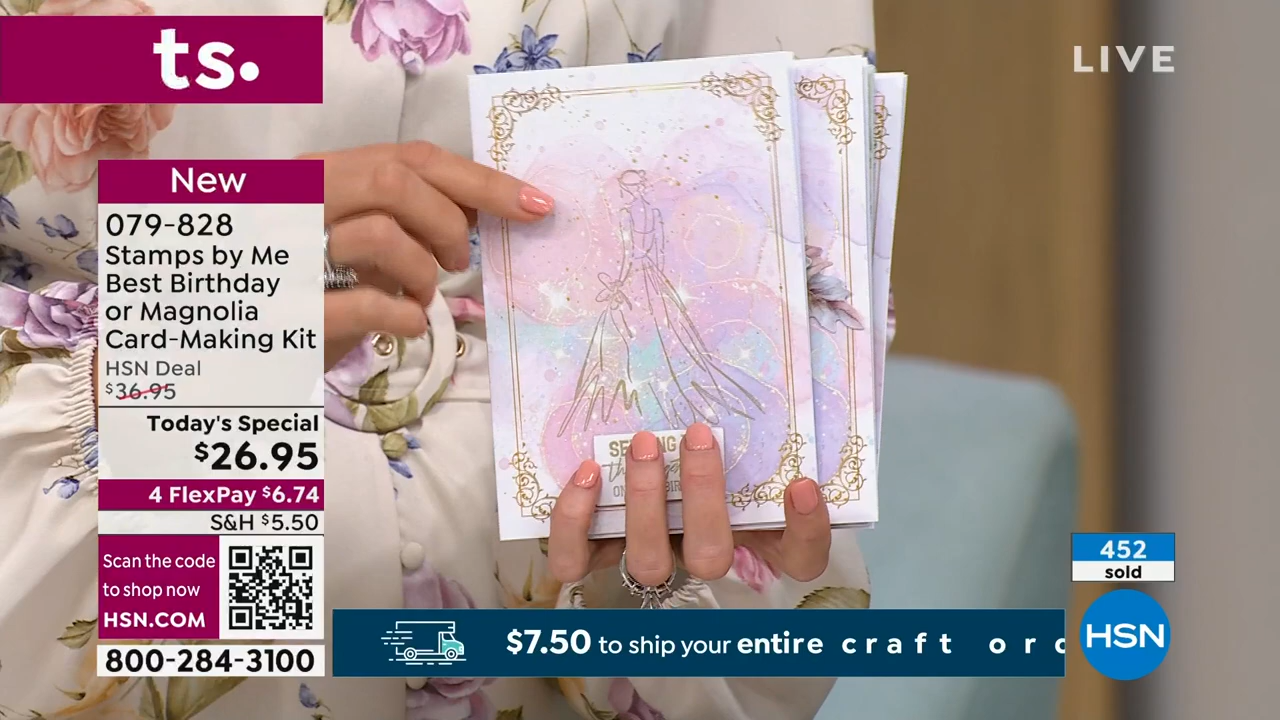 ts.
LIVE
New
079-828
Stamps by Me
Best Birthday
or Magnolia
Card-Making Kit
HSN Deal
$36.95
Today's Special
$26.95
4 FlexPay $6.74
S&H $5.50
Scan the code
to shop now
HSN.COM
800-284-3100
ON
452
sold
$7.50 to ship your entire craft
HSN